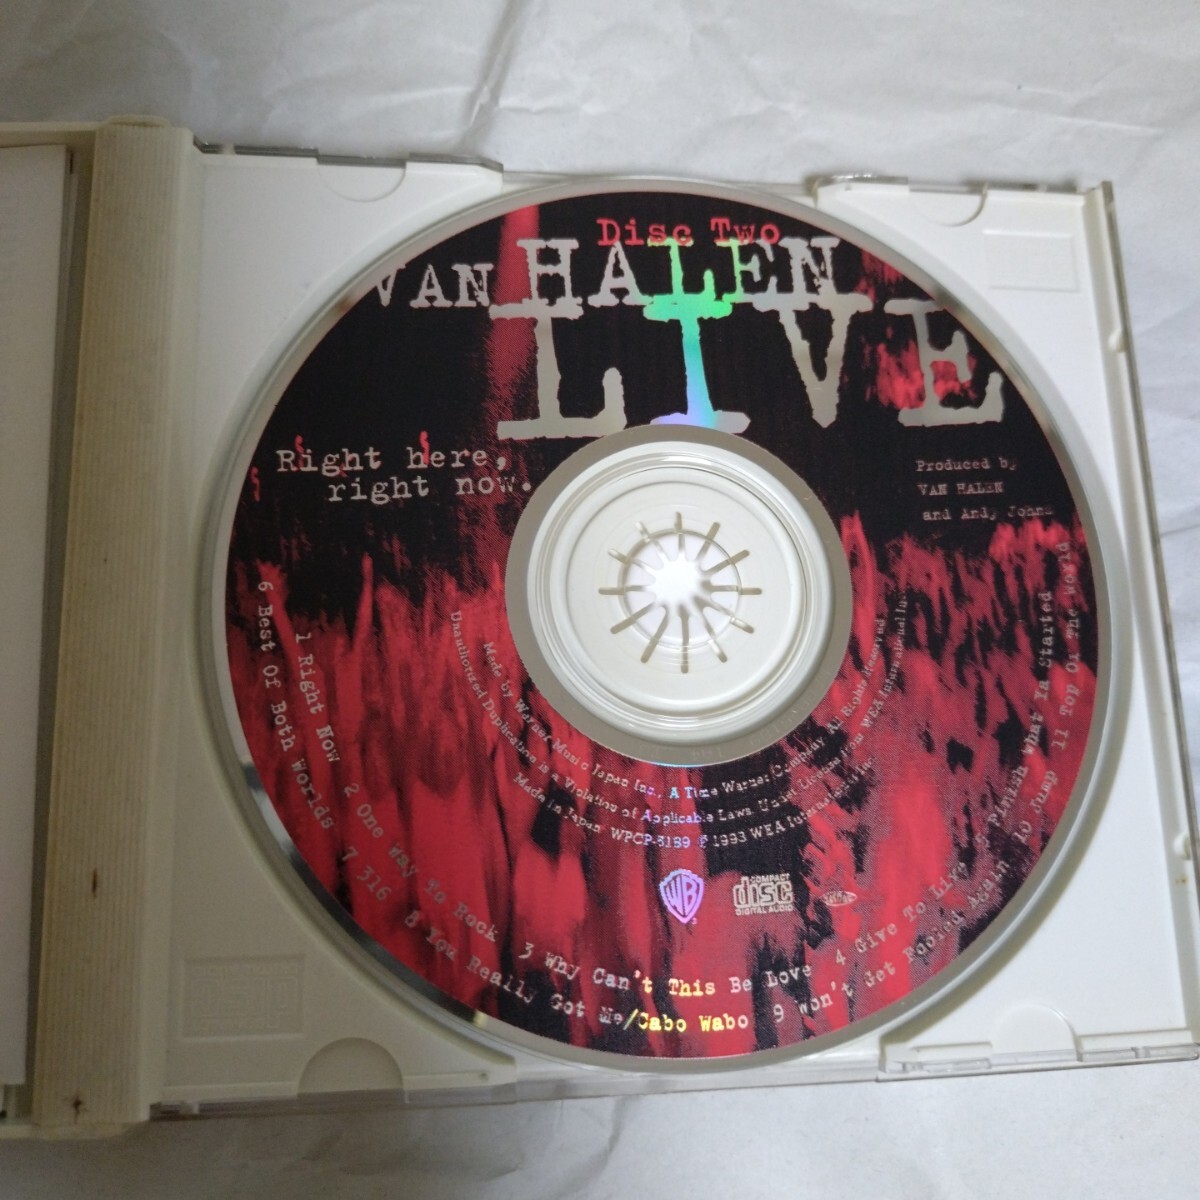 Disc Two
VAN HALEN
LIVE
Right here,
right now.
Produced by
VAN HALEN
and Andy Johns
1 Right Now 2 One Way To Rock 3 Why Can't This Be Love 4 Give To Live 5 Finish What Ya Started
6 Best Of Both Worlds 7 316 8 You Really Got Me/Cabo Wabo 9 Won't Get Fooled Again 10 Jump 11 Top Of The World
Made by Warner Music Japan Inc., A Time Warner Company. All Rights Reserved
Unauthorized Duplication is a Violation of Applicable Laws. Under License from WEA International Inc.
Made in Japan WPCP-5189 ℗ 1993 WEA International Inc.
WB
COMPACT
disc
DIGITAL AUDIO